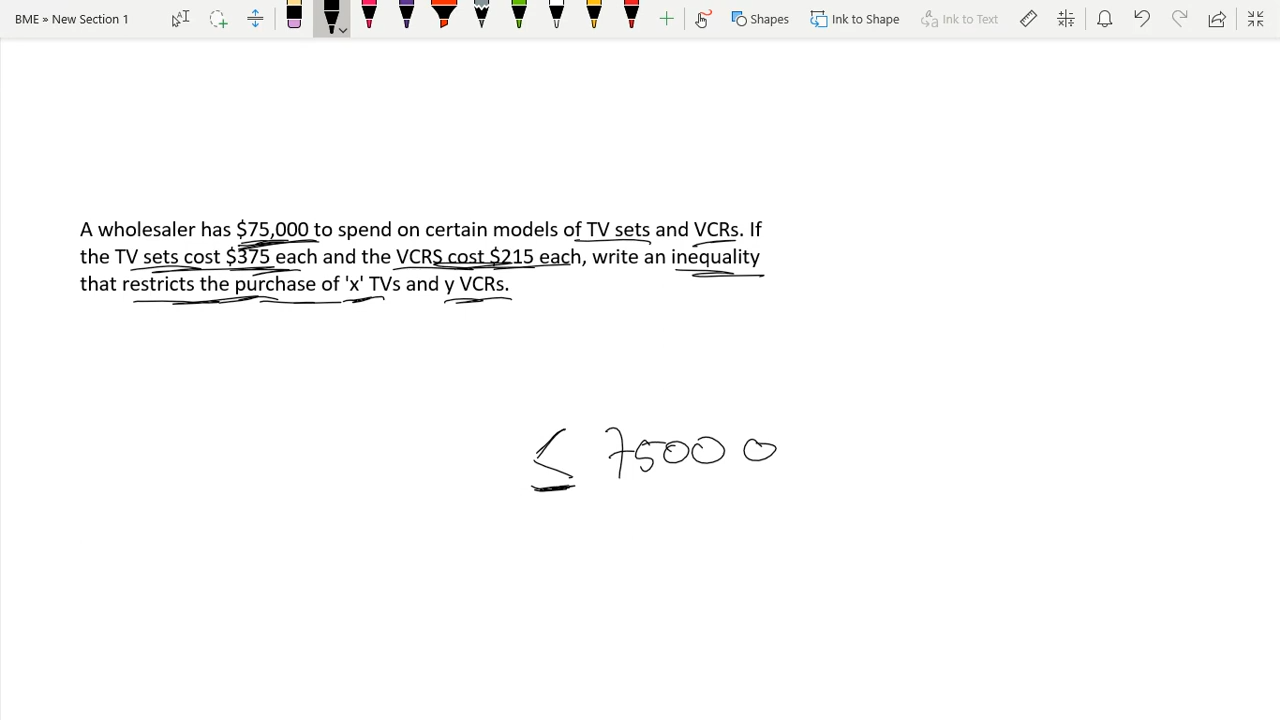 BME » New Section 1 Shapes Ink to Shape Ink to Text
A wholesaler has $75,000 to spend on certain models of TV sets and VCRs. If
the TV sets cost $375 each and the VCRS cost $215 each, write an inequality
that restricts the purchase of 'x' TVs and y VCRs.
≤ 75000